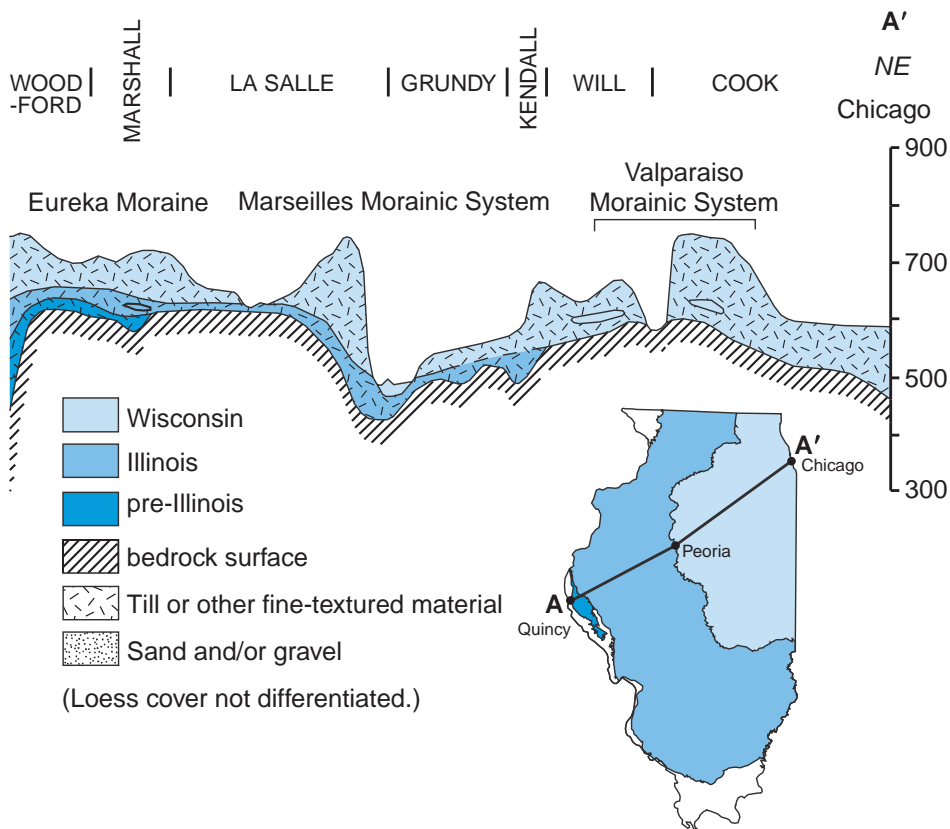 A′
NE
Chicago
WOOD
-FORD
MARSHALL
LA SALLE
GRUNDY
KENDALL
WILL
COOK
900
700
500
300
Eureka Moraine
Marseilles Morainic System
Valparaiso
Morainic System
Wisconsin
Illinois
pre-Illinois
bedrock surface
Till or other fine-textured material
Sand and/or gravel
(Loess cover not differentiated.)
A′
Chicago
Peoria
A
Quincy